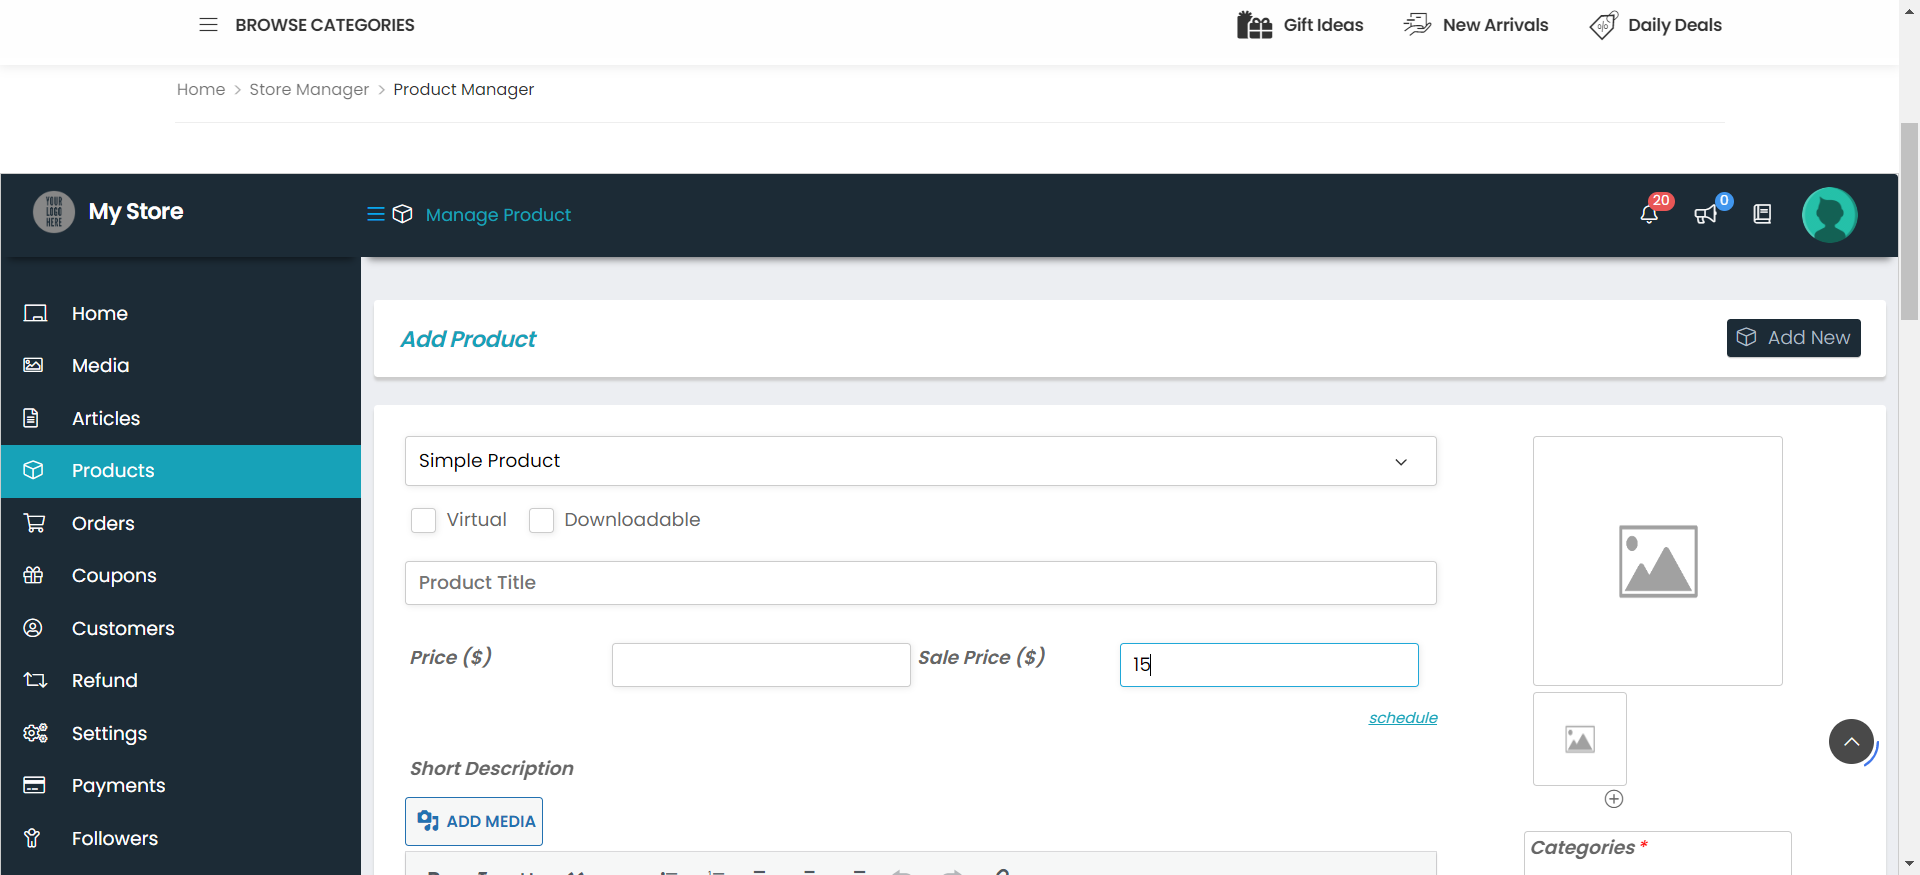 BROWSE CATEGORIES
Gift Ideas
New Arrivals
Daily Deals
Home > Store Manager > Product Manager
YOUR
LOGO
HERE
My Store
Manage Product
20
0
Home
Media
Articles
Products
Orders
Coupons
Customers
Refund
Settings
Payments
Followers
Add Product
Add New
Simple Product
Virtual
Downloadable
Product Title
Price ($)
Sale Price ($)
15
schedule
Short Description
ADD MEDIA
Categories *